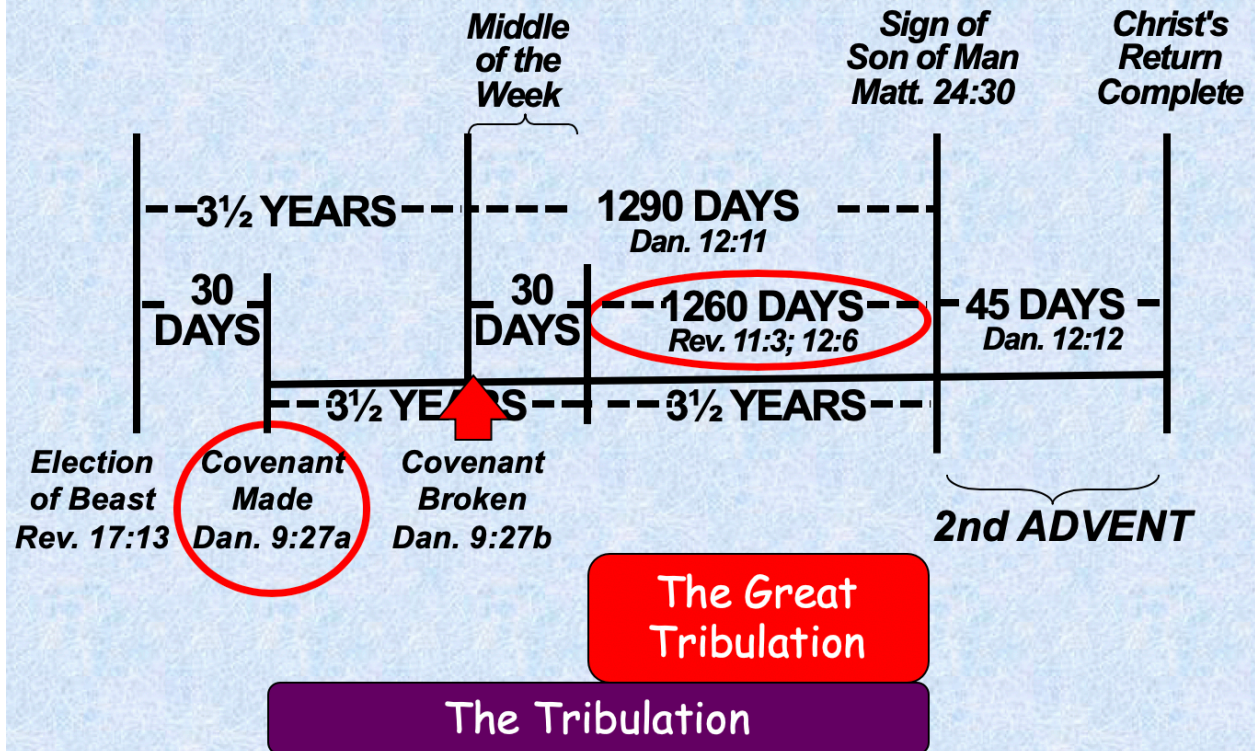 Middle
of the
Week
Sign of
Son of Man
Matt. 24:30
Christ's
Return
Complete
3½ YEARS
1290 DAYS
Dan. 12:11
30
DAYS
30
DAYS
1260 DAYS
Rev. 11:3; 12:6
45 DAYS
Dan. 12:12
3½ YEARS
3½ YEARS
Election
of Beast
Rev. 17:13
Covenant
Made
Dan. 9:27a
Covenant
Broken
Dan. 9:27b
2nd ADVENT
The Great
Tribulation
The Tribulation